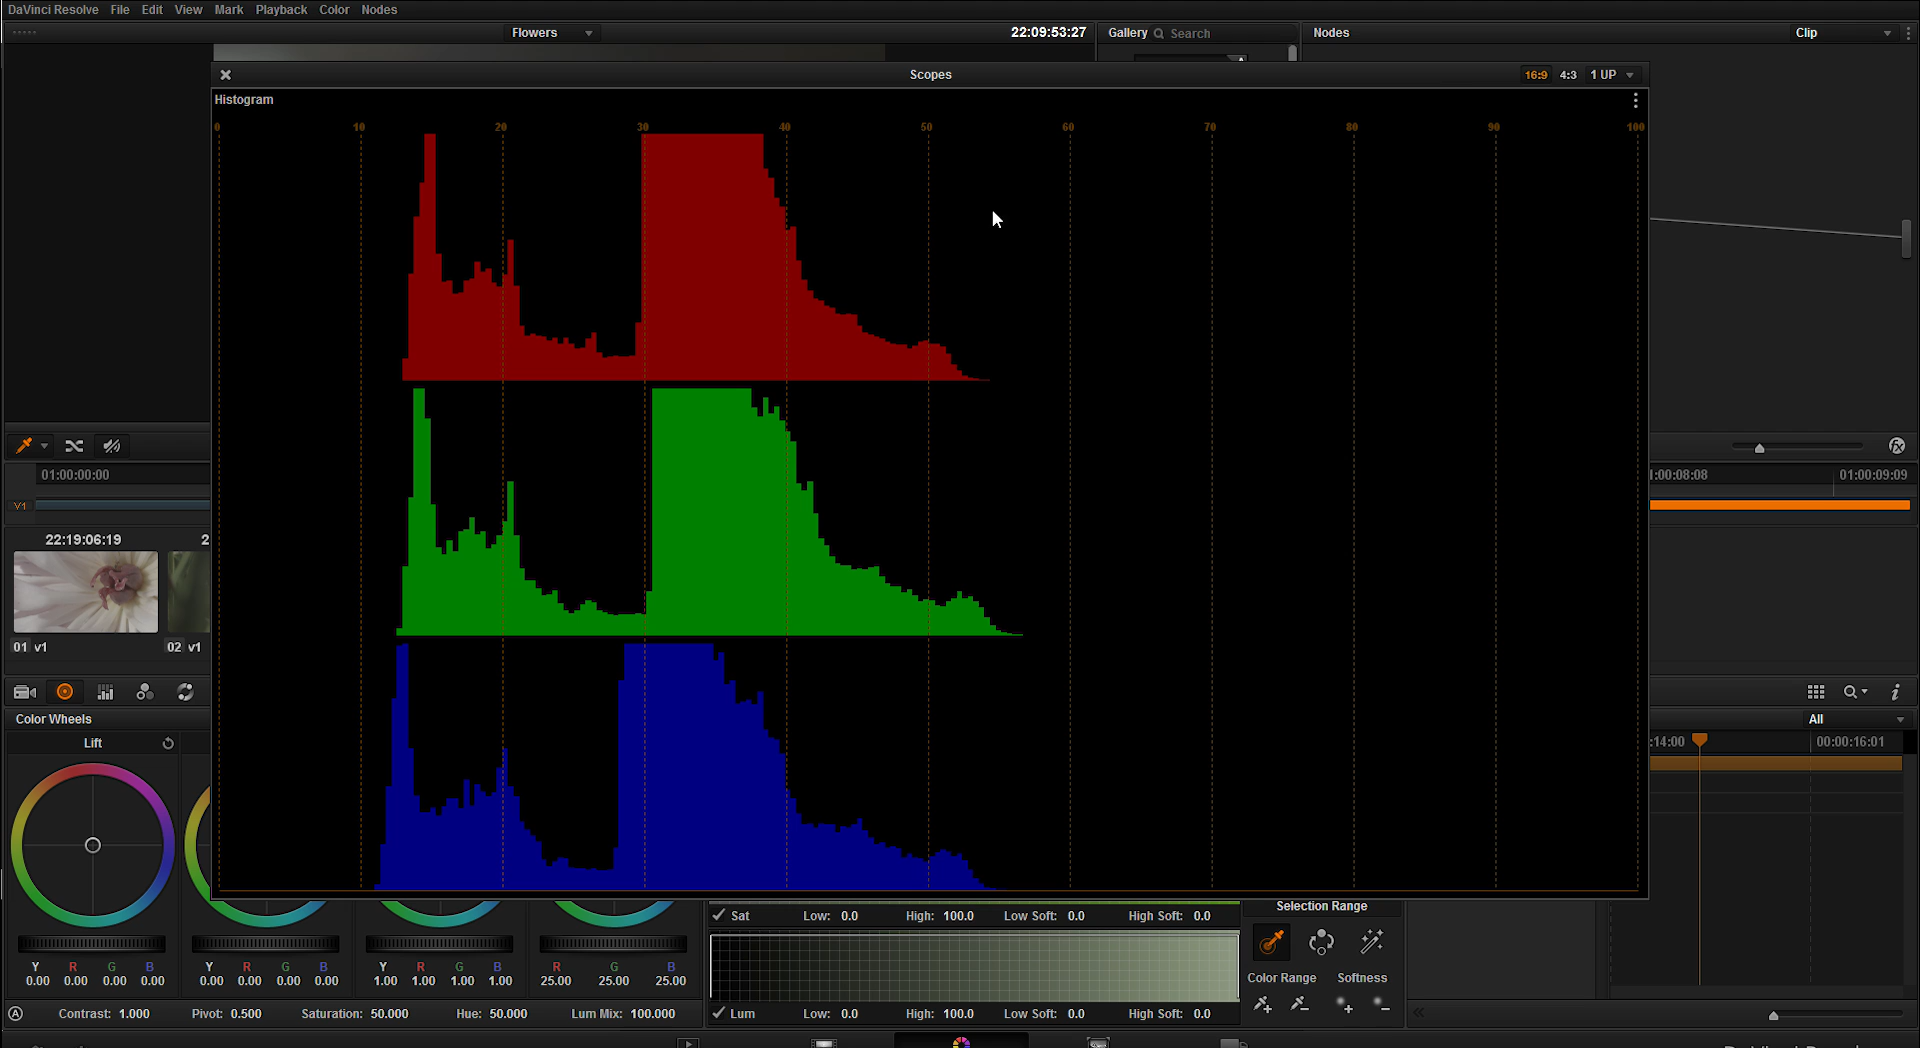 DaVinci Resolve File Edit View Mark Playback Color Nodes
Flowers 22:09:53:27 Gallery Search Nodes Clip
Scopes 16:9 4:3 1 UP
Histogram
0 10 20 30 40 50 60 70 80 90 100
01:00:00:00 1:00:08:08 01:00:09:09
V1
22:19:06:19 2
01 v1 02 v1
Color Wheels All
Lift :14:00 00:00:16:01
Selection Range
Sat Low: 0.0 High: 100.0 Low Soft: 0.0 High Soft: 0.0
Y R G B Y R G B Y R G B R G B
0.00 0.00 0.00 0.00 0.00 0.00 0.00 0.00 1.00 1.00 1.00 1.00 25.00 25.00 25.00
Color Range Softness
A Contrast: 1.000 Pivot: 0.500 Saturation: 50.000 Hue: 50.000 Lum Mix: 100.000
Lum Low: 0.0 High: 100.0 Low Soft: 0.0 High Soft: 0.0